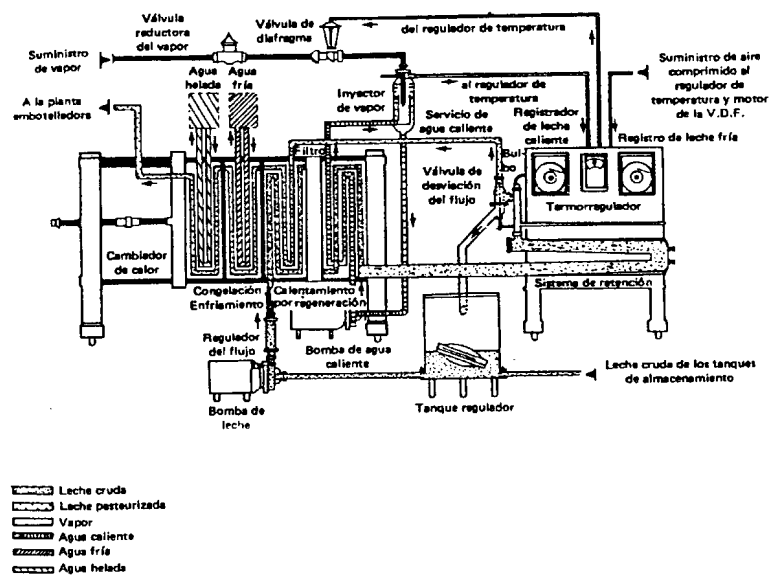 Válvula
reductora
del vapor
Válvula de
diafragma
del regulador de temperatura
Suministro
de vapor
Agua
helada
Agua
fría
Inyector
de vapor
al regulador de
temperatura
Suministro de aire
comprimido al
regulador de
temperatura y motor
de la V.D.F.
A la planta
embotelladora
Servicio de
agua caliente
Registrador
de leche
caliente
Registro de leche fría
Filtro
Bul-
bo
Válvula de
desviación
del flujo
Termorregulador
Cambiador
de calor
Congelación
Enfriamiento
Calentamiento
por regeneración
Sistema de retención
Regulador
del flujo
Bomba de agua
caliente
Bomba de
leche
Tanque regulador
Leche cruda de los tanques
de almacenamiento
Leche cruda
Leche pasteurizada
Vapor
Agua caliente
Agua fría
Agua helada